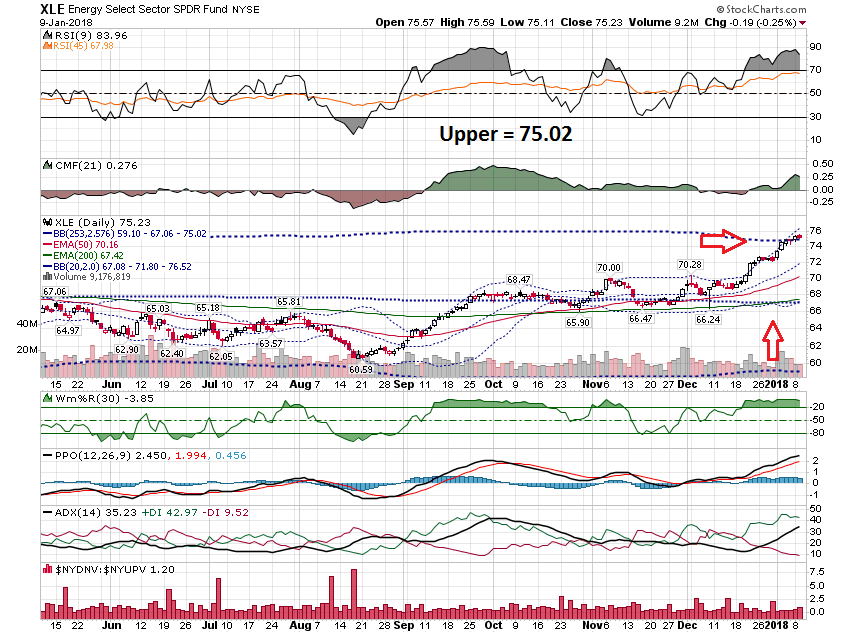 XLE Energy Select Sector SPDR Fund NYSE © StockCharts.com
9-Jan-2018 Open 75.57 High 75.59 Low 75.11 Close 75.23 Volume 9.2M Chg -0.19 (-0.25%)
RSI(9) 83.96
RSI(45) 67.98
90
70
50
30
10
Upper = 75.02
CMF(21) 0.276
0.50
0.25
0.00
-0.25
XLE (Daily) 75.23
BB(253,2.576) 59.10 - 67.06 - 75.02
EMA(50) 70.16
EMA(200) 67.42
BB(20,2.0) 67.08 - 71.80 - 76.52
Volume 9,176,819
76
74
72
70
68
66
64
62
60
40M
20M
67.06
64.97
62.90
65.03
62.40
65.18
62.05
63.57
65.81
60.59
68.47
65.90
70.00
66.47
70.28
66.24
15 22 Jun 12 19 26 Jul 10 17 24 Aug 7 14 21 28 Sep 11 18 25 Oct 9 16 23 Nov 6 13 20 27 Dec 11 18 26 2018 8
Wm%R(30) -3.85
-20
-50
-80
PPO(12,26,9) 2.450, 1.994, 0.456
2
1
0
-1
ADX(14) 35.23 +DI 42.97 -DI 9.52
50
40
30
20
10
$NYDNV:$NYUPV 1.20
7.5
5.0
2.5
0.0
15 22 Jun 12 19 26 Jul 10 17 24 Aug 7 14 21 28 Sep 11 18 25 Oct 9 16 23 Nov 6 13 20 27 Dec 11 18 26 2018 8